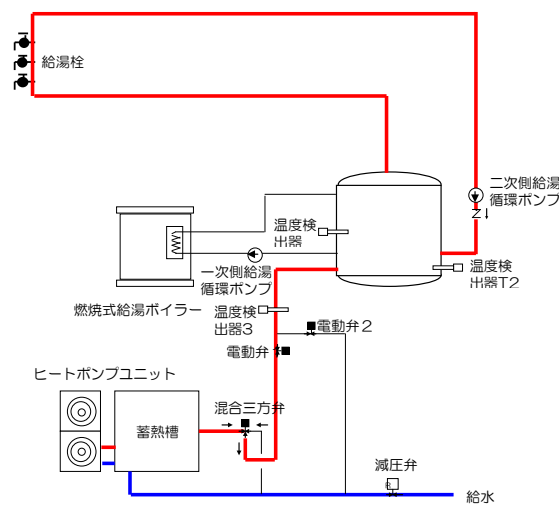 給湯栓
二次側給湯
循環ポンプ
温度検
出器
温度検
出器T2
一次側給湯
循環ポンプ
燃焼式給湯ボイラー
温度検
出器3
電動弁2
電動弁
ヒートポンプユニット
混合三方弁
蓄熱槽
減圧弁
R
給水